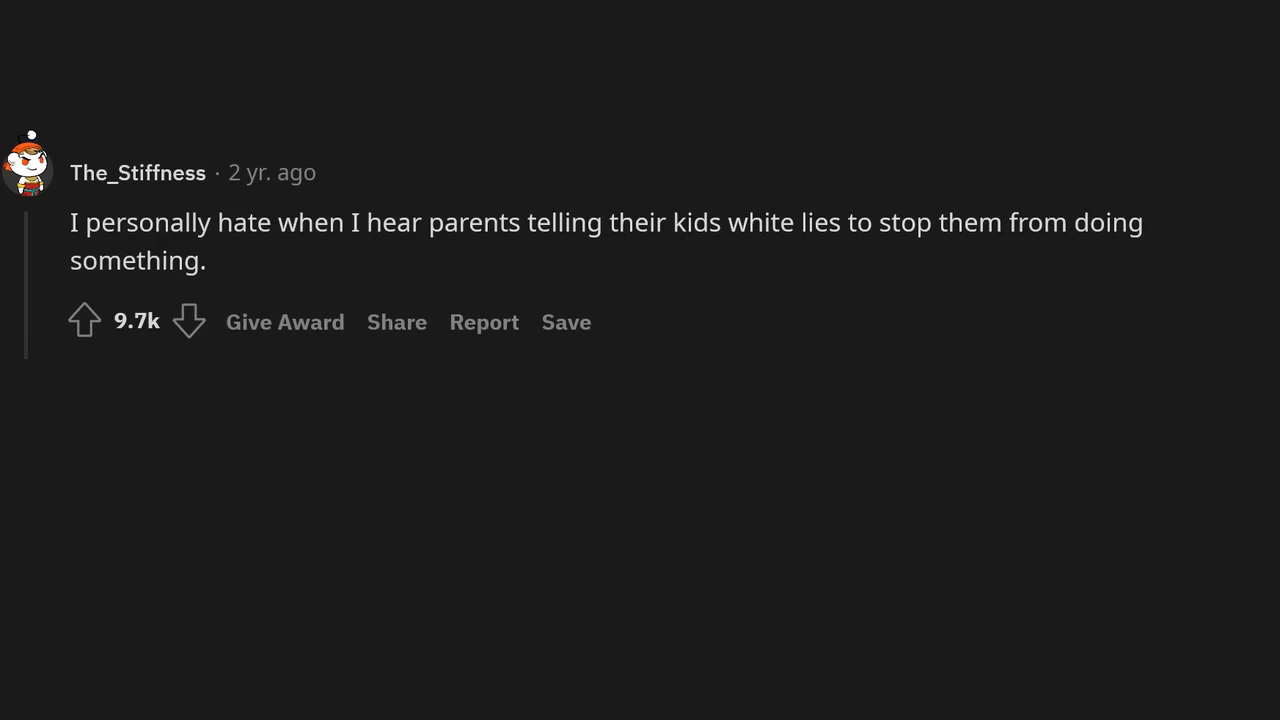 The_Stiffness · 2 yr. ago
I personally hate when I hear parents telling their kids white lies to stop them from doing
something.
9.7k Give Award Share Report Save